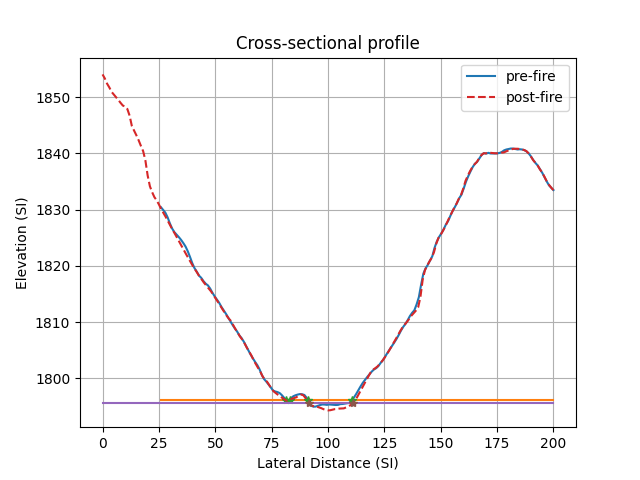 Cross-sectional profile
pre-fire
post-fire
1850
1840
1830
1820
1810
1800
Elevation (SI)
0 25 50 75 100 125 150 175 200
Lateral Distance (SI)